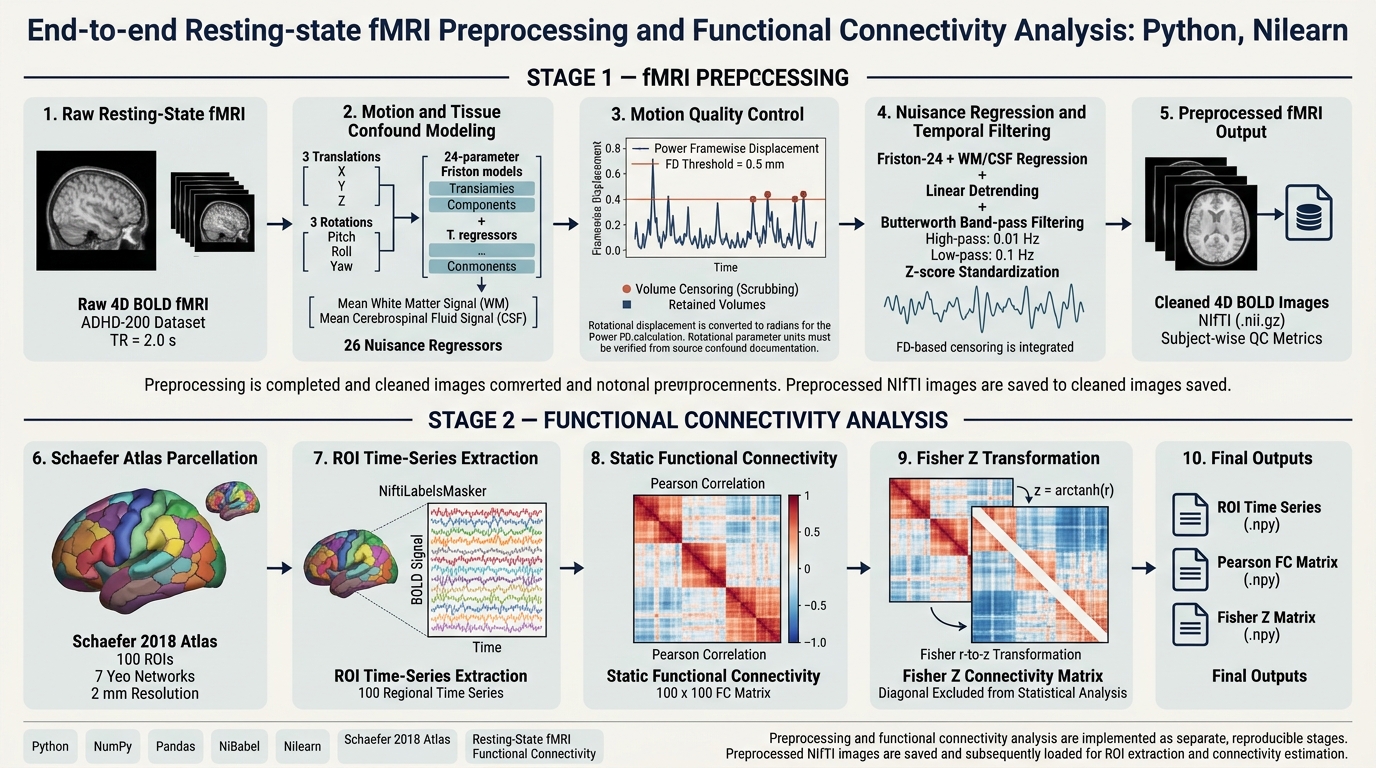 End-to-end Resting-state fMRI Preprocessing and Functional Connectivity Analysis: Python, Nilearn
STAGE 1 — fMRI PREPCCESSING
1. Raw Resting-State fMRI
Raw 4D BOLD fMRI
ADHD-200 Dataset
TR = 2.0 s
2. Motion and Tissue
Confound Modeling
3 Translations
X
Y
Z
3 Rotations
Pitch
Roll
Yaw
24-parameter
Friston models
Transiamies
Components
+
T. regressors
...
Conmonents
Mean White Matter Signal (WM)
Mean Cerebrospinal Fluid Signal (CSF)
26 Nuisance Regressors
3. Motion Quality Control
Power Framewise Displacement
FD Threshold = 0.5 mm
0.8
0.6
0.4
0.2
0.0
Time
Volume Censoring (Scrubbing)
Retained Volumes
Rotational displacement is converted to radians for the
Power PD.calculation. Rotational parameter units must
be verified from source confound documentation.
4. Nuisance Regression and
Temporal Filtering
Friston-24 + WM/CSF Regression
+
Linear Detrending
+
Butterworth Band-pass Filtering
High-pass: 0.01 Hz
Low-pass: 0.1 Hz
Z-score Standardization
FD-based censoring is integrated
5. Preprocessed fMRI
Output
Cleaned 4D BOLD Images
NIfTI (.nii.gz)
Subject-wise QC Metrics
Preprocessing is completed and cleaned images comverted and notonal prewiprocements. Preprocessed NIfTI images are saved to cleaned images saved.
STAGE 2 — FUNCTIONAL CONNECTIVITY ANALYSIS
6. Schaefer Atlas Parcellation
Schaefer 2018 Atlas
100 ROIs
7 Yeo Networks
2 mm Resolution
7. ROI Time-Series Extraction
NiftiLabelsMasker
BOLD Signal
Time
ROI Time-Series Extraction
100 Regional Time Series
8. Static Functional Connectivity
Pearson Correlation
1
0.5
0
−0.5
−1.0
Pearson Correlation
Static Functional Connectivity
100 x 100 FC Matrix
9. Fisher Z Transformation
z = arctanh(r)
Fisher r-to-z Transformation
Fisher Z Connectivity Matrix
Diagonal Excluded from Statistical Analysis
10. Final Outputs
ROI Time Series
(.npy)
Pearson FC Matrix
(.npy)
Fisher Z Matrix
(.npy)
Final Outputs
Python
NumPy
Pandas
NiBabel
Nilearn
Schaefer 2018 Atlas
Resting-State fMRI
Functional Connectivity
Preprocessing and functional connectivity analysis are implemented as separate, reproducible stages.
Preprocessed NIfTI images are saved and subsequently loaded for ROI extraction and connectivity estimation.